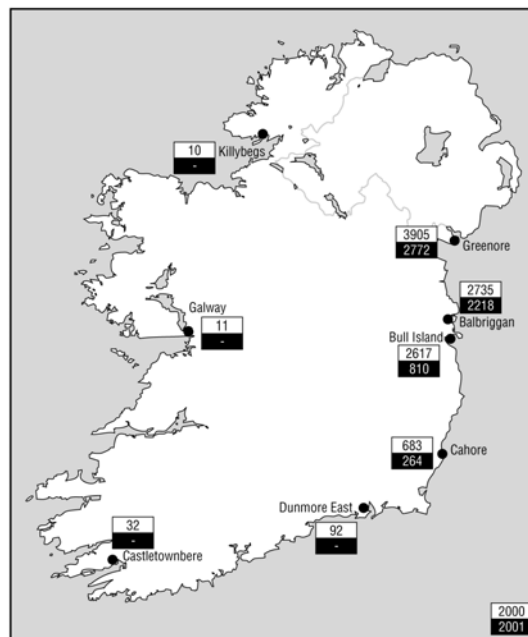 10
-
Killybegs
3905
2772
Greenore
2735
2218
Balbriggan
Galway
11
-
Bull Island
2617
810
683
264
Cahore
Dunmore East
92
-
32
-
Castletownbere
2000
2001